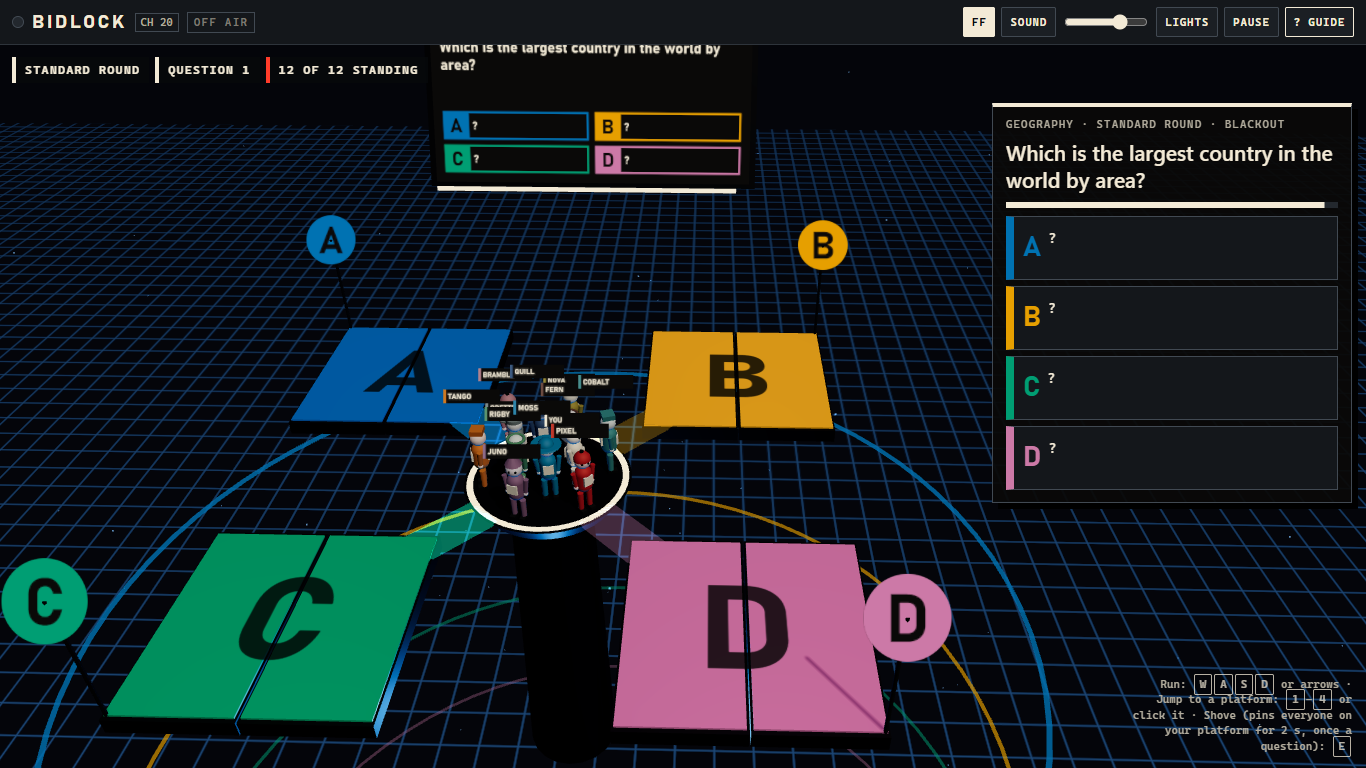 BIDLOCK CH 20 OFF AIR
FF SOUND LIGHTS PAUSE ? GUIDE
STANDARD ROUND QUESTION 1 12 OF 12 STANDING
Which is the largest country in the world by
area?
A ? B ?
C ? D ?
GEOGRAPHY · STANDARD ROUND · BLACKOUT
Which is the largest country in the
world by area?
A ?
B ?
C ?
D ?
A
B
A
B
QUILL
COBALT
FERN
TANGO
MOSS
RIGBY
YOU
PIXEL
JUNO
C
D
C
D
Run: W A S D or arrows ·
Jump to a platform: 1 - 4 or
click it · Shove (pins everyone on
your platform for 2 s, once a
question): E